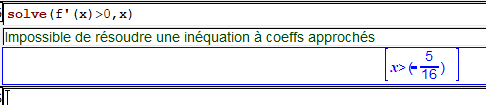 solve(f'(x)>0,x)
Impossible de résoudre une inéquation à coeffs approchés
[x>(-5/16)]